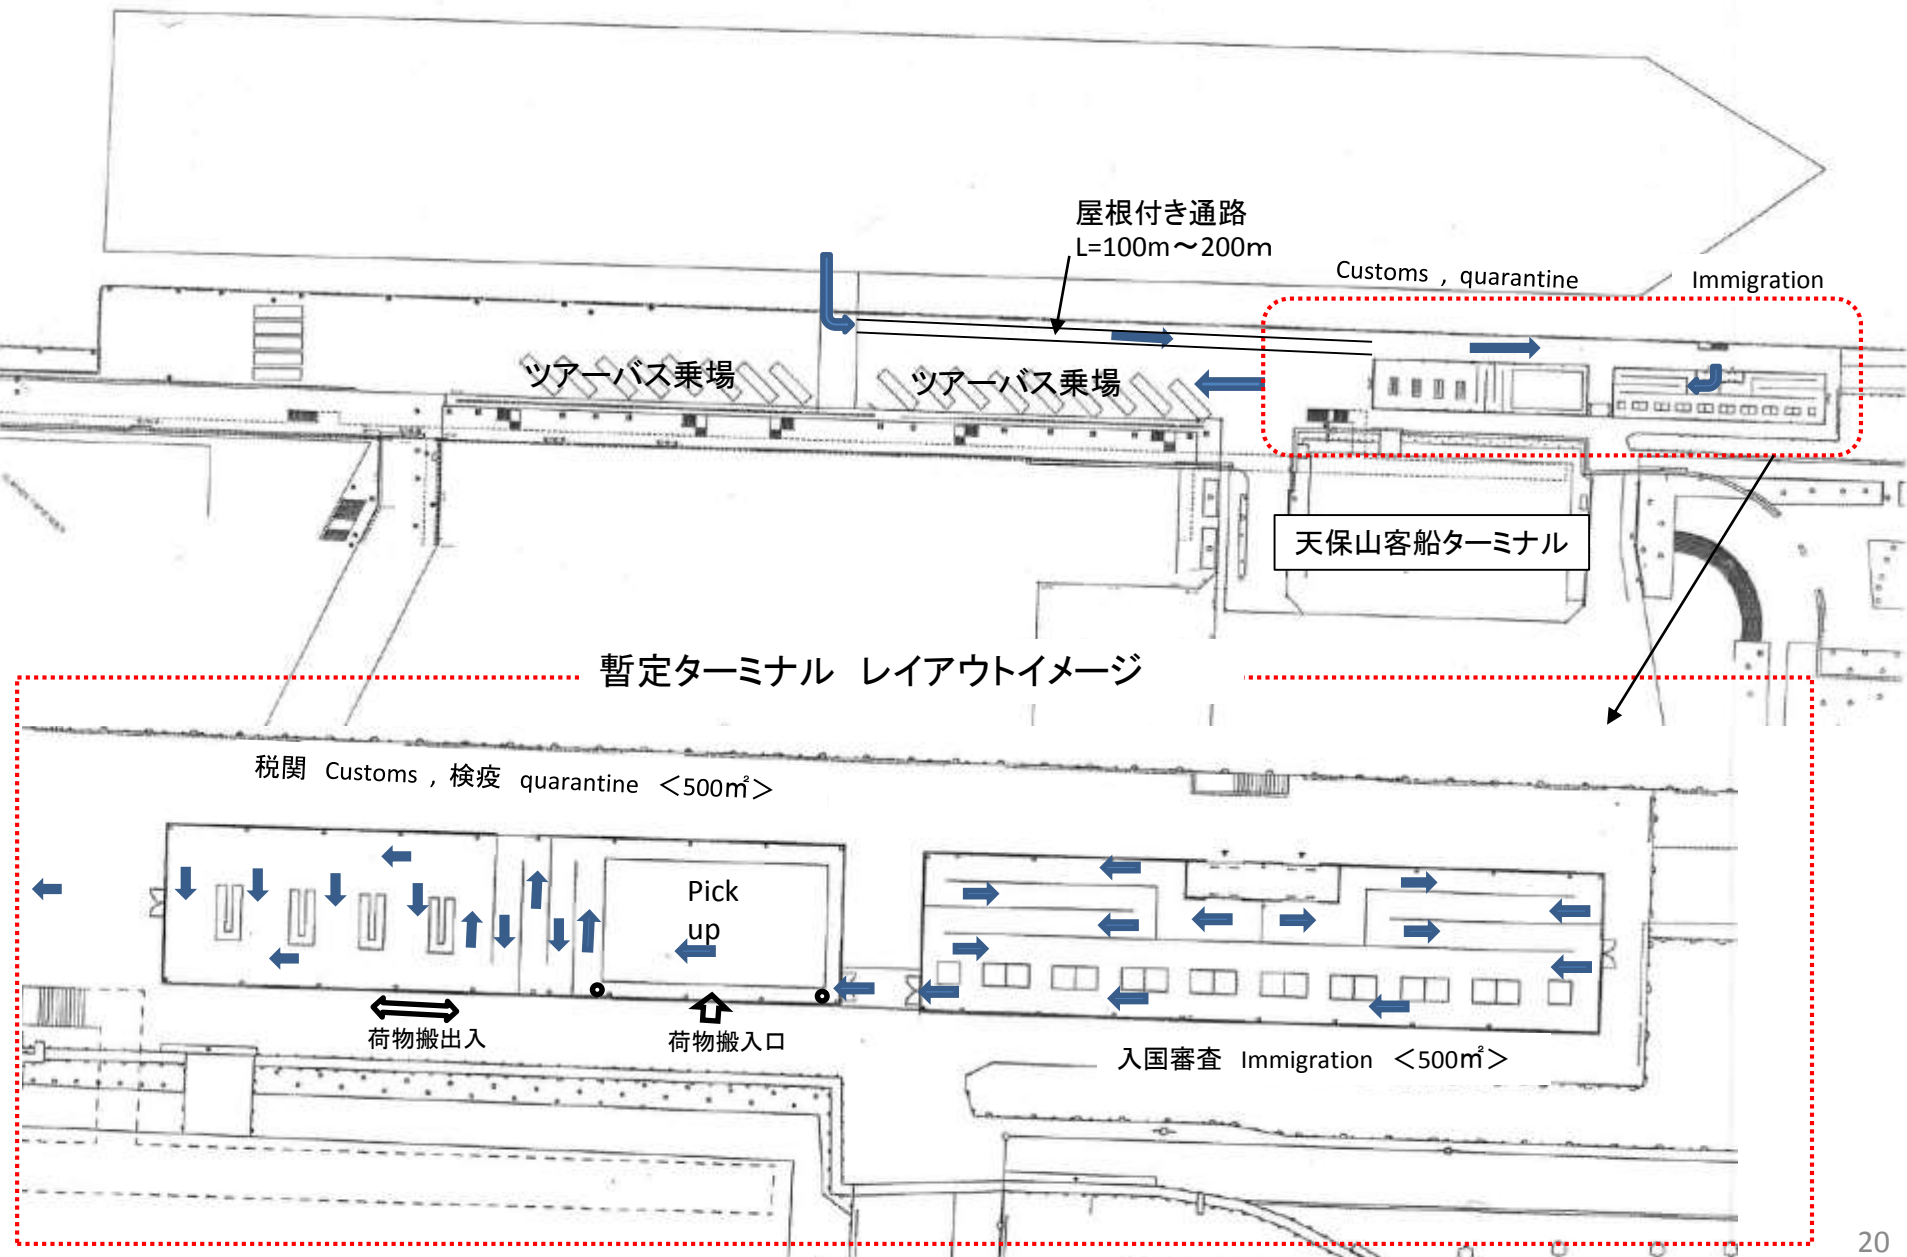 屋根付き通路
L=100m～200m
Customs , quarantine
Immigration
ツアーバス乗場
ツアーバス乗場
天保山客船ターミナル
暫定ターミナル　レイアウトイメージ
税関 Customs , 検疫 quarantine ＜500㎡＞
Pick
up
荷物搬出入
荷物搬入口
入国審査 Immigration ＜500㎡＞
20